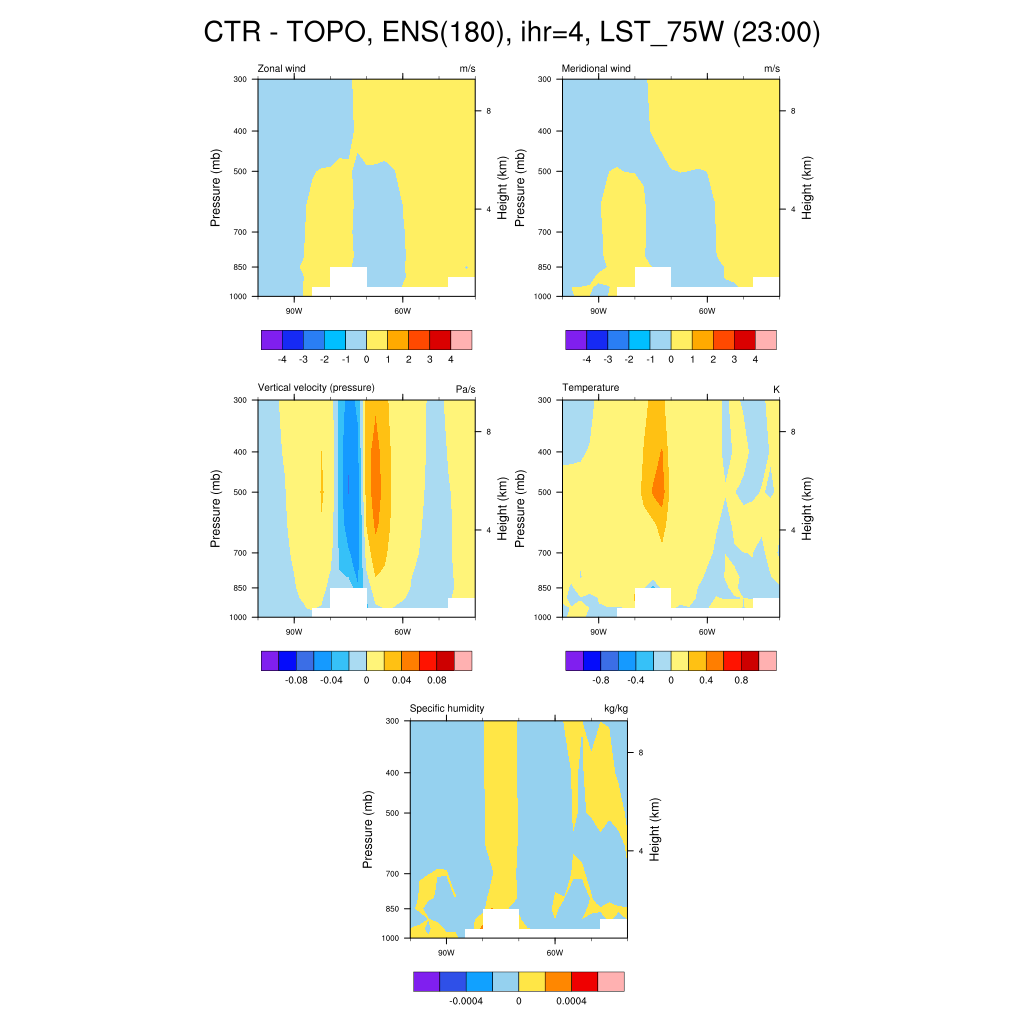 CTR - TOPO, ENS(180), ihr=4, LST_75W (23:00)
Zonal wind m/s
Pressure (mb)
300
400
500
700
850
1000
8
4
Height (km)
90W 60W
-4 -3 -2 -1 0 1 2 3 4
Meridional wind m/s
Pressure (mb)
300
400
500
700
850
1000
8
4
Height (km)
90W 60W
-4 -3 -2 -1 0 1 2 3 4
Vertical velocity (pressure) Pa/s
Pressure (mb)
300
400
500
700
850
1000
8
4
Height (km)
90W 60W
-0.08 -0.04 0 0.04 0.08
Temperature K
Pressure (mb)
300
400
500
700
850
1000
8
4
Height (km)
90W 60W
-0.8 -0.4 0 0.4 0.8
Specific humidity kg/kg
Pressure (mb)
300
400
500
700
850
1000
8
4
Height (km)
90W 60W
-0.0004 0 0.0004